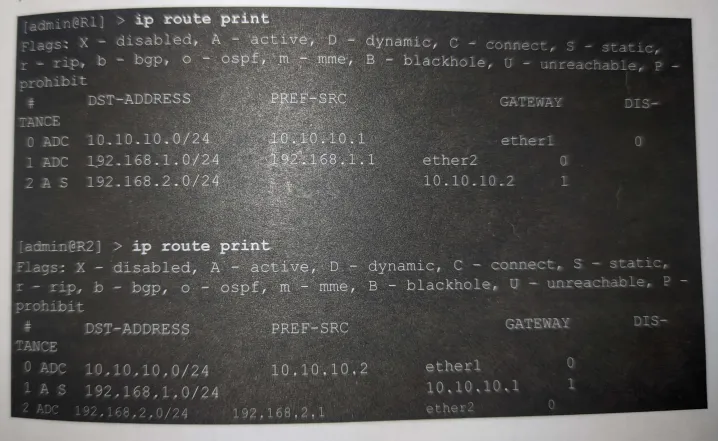 [admin@R1] > ip route print
Flags: X - disabled, A - active, D - dynamic, C - connect, S - static,
r - rip, b - bgp, o - ospf, m - mme, B - blackhole, U - unreachable, P -
prohibit
# DST-ADDRESS PREF-SRC GATEWAY DIS-
TANCE
0 ADC 10.10.10.0/24 10.10.10.1 ether1 0
1 ADC 192.168.1.0/24 192.168.1.1 ether2 0
2 A S 192.168.2.0/24 10.10.10.2 1
[admin@R2] > ip route print
Flags: X - disabled, A - active, D - dynamic, C - connect, S - static,
r - rip, b - bgp, o - ospf, m - mme, B - blackhole, U - unreachable, P -
prohibit
# DST-ADDRESS PREF-SRC GATEWAY DIS-
TANCE
0 ADC 10.10.10.0/24 10.10.10.2 ether1 0
1 A S 192.168.1.0/24 10.10.10.1 1
2 ADC 192.168.2.0/24 192.168.2.1 ether2 0